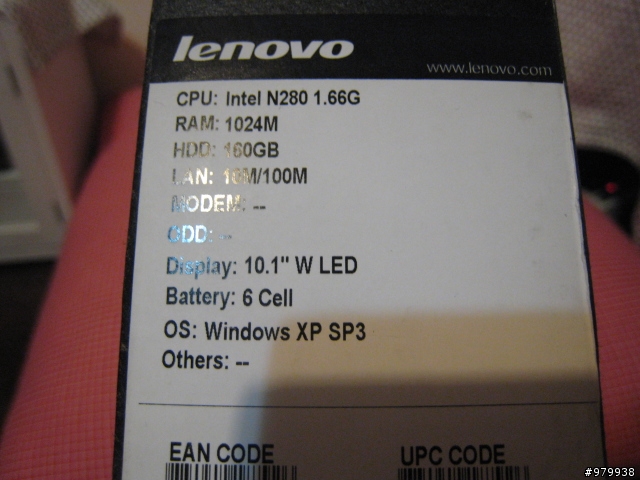 lenovo
www.lenovo.com
CPU: Intel N280 1.66G
RAM: 1024M
HDD: 160GB
LAN: 10M/100M
MODEM: --
ODD: --
Display: 10.1" W LED
Battery: 6 Cell
OS: Windows XP SP3
Others: --
EAN CODE UPC CODE
#979938